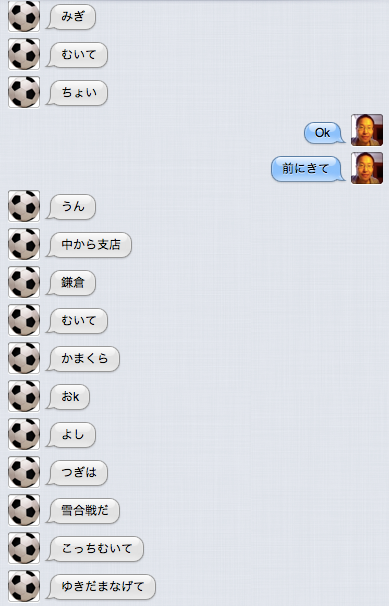 みぎ
むいて
ちょい
Ok
前にきて
うん
中から支店
鎌倉
むいて
かまくら
おk
よし
つぎは
雪合戦だ
こっちむいて
ゆきだまなげて